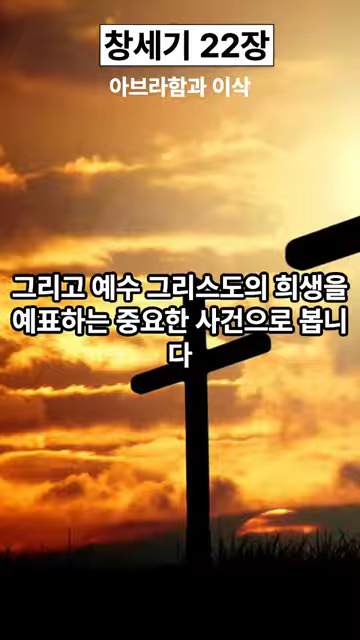 창세기 22장
아브라함과 이삭
그리고 예수 그리스도의 희생을
예표하는 중요한 사건으로 봅니
다